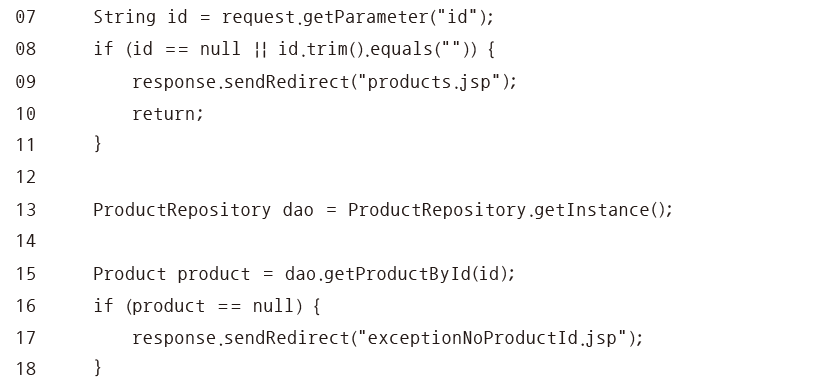 07 String id = request.getParameter("id");
08 if (id == null || id.trim().equals("")) {
09 response.sendRedirect("products.jsp");
10 return;
11 }
12
13 ProductRepository dao = ProductRepository.getInstance();
14
15 Product product = dao.getProductById(id);
16 if (product == null) {
17 response.sendRedirect("exceptionNoProductId.jsp");
18 }